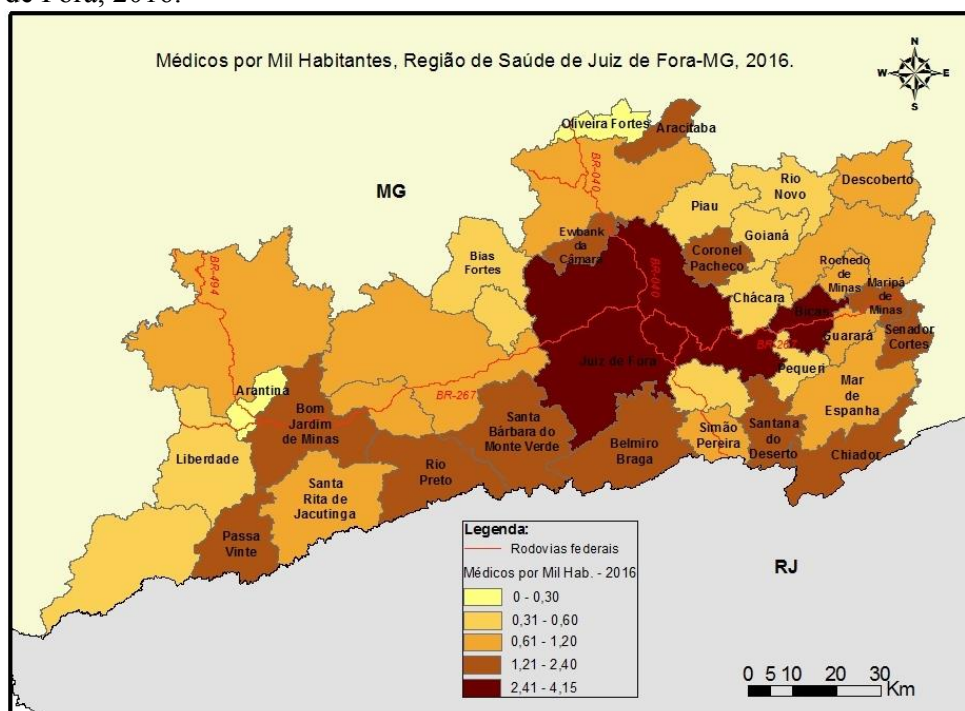 de Fora, 2016.
Médicos por Mil Habitantes, Região de Saúde de Juiz de Fora-MG, 2016.
N
W
E
S
Oliveira Fortes
Aracitaba
BR-040
MG
Rio
Novo
Descoberto
Piau
Goianá
Ewbank
da
Câmara
Coronel
Pacheco
Bias
Fortes
BR-494
BR-040
Rochedo
de
Minas
Maripá
de
Minas
Chácara
Bicas
Guarará
Senador
Cortes
BR-267
Juiz de Fora
Pequeri
Arantina
BR-267
Mar
de
Espanha
Bom
Jardim
de Minas
Santa
Bárbara do
Monte Verde
Simão
Pereira
Santana
do
Deserto
Belmiro
Braga
Chiador
Liberdade
Rio
Preto
Santa
Rita de
Jacutinga
Passa
Vinte
RJ
Legenda:
Rodovias federais
Médicos por Mil Hab. - 2016
0 - 0,30
0,31 - 0,60
0,61 - 1,20
1,21 - 2,40
2,41 - 4,15
0 5 10 20 30
Km